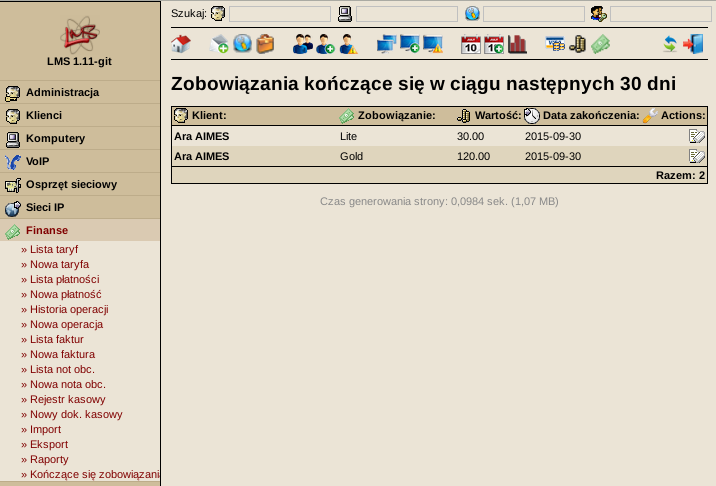 Szukaj:
LMS
LMS 1.11-git
Administracja
Klienci
Komputery
VoIP
Osprzęt sieciowy
Sieci IP
Finanse
» Lista taryf
» Nowa taryfa
» Lista płatności
» Nowa płatność
» Historia operacji
» Nowa operacja
» Lista faktur
» Nowa faktura
» Lista not obc.
» Nowa nota obc.
» Rejestr kasowy
» Nowy dok. kasowy
» Import
» Eksport
» Raporty
» Kończące się zobowiązani
10 10
Zobowiązania kończące się w ciągu następnych 30 dni
Klient: Zobowiązanie: Wartość: Data zakończenia: Actions:
Ara AIMES Lite 30.00 2015-09-30
Ara AIMES Gold 120.00 2015-09-30
Razem: 2
Czas generowania strony: 0,0984 sek. (1,07 MB)